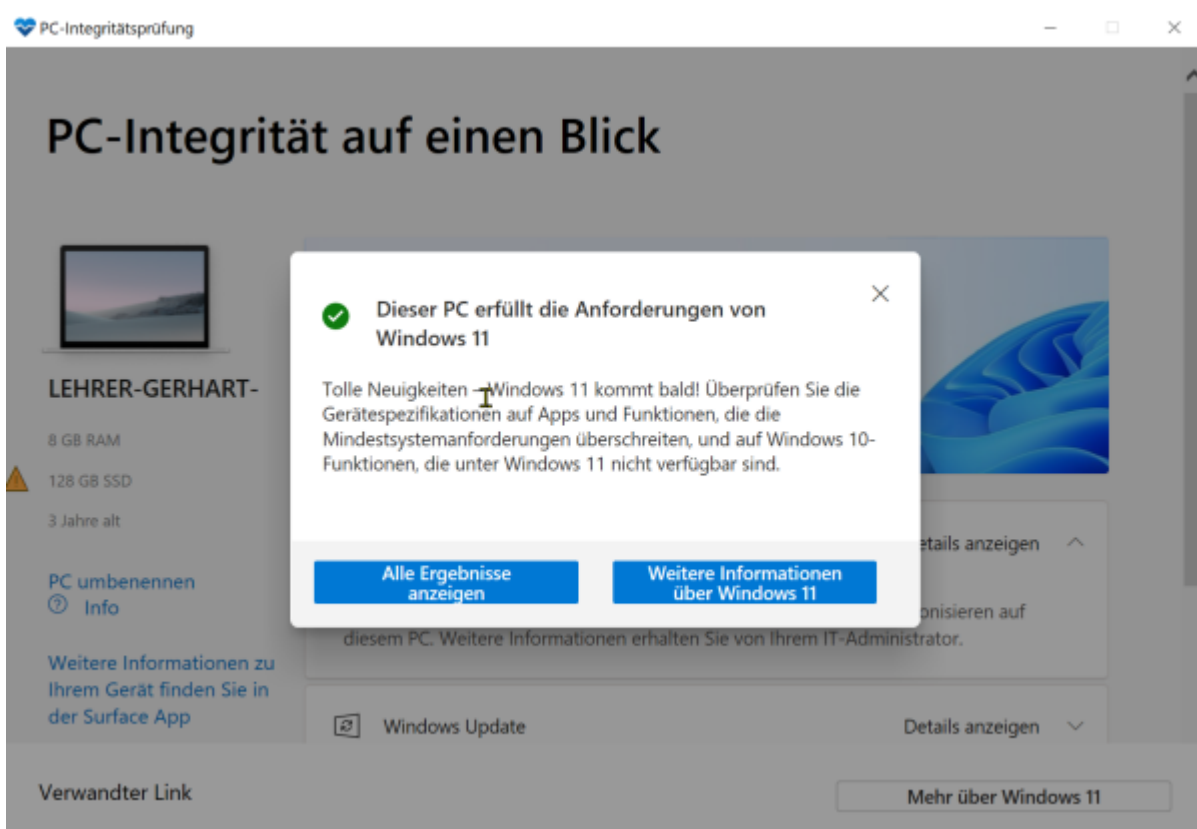 PC-Integritätsprüfung
PC-Integrität auf einen Blick
LEHRER-GERHART-
8 GB RAM
128 GB SSD
3 Jahre alt
PC umbenennen
Info
Weitere Informationen zu
Ihrem Gerät finden Sie in
der Surface App
Dieser PC erfüllt die Anforderungen von
Windows 11
Tolle Neuigkeiten – Windows 11 kommt bald! Überprüfen Sie die
Gerätespezifikationen auf Apps und Funktionen, die die
Mindestsystemanforderungen überschreiten, und auf Windows 10-
Funktionen, die unter Windows 11 nicht verfügbar sind.
Alle Ergebnisse
anzeigen
Weitere Informationen
über Windows 11
etails anzeigen
onisieren auf
diesem PC. Weitere Informationen erhalten Sie von Ihrem IT-Administrator.
Windows Update
Details anzeigen
Verwandter Link
Mehr über Windows 11